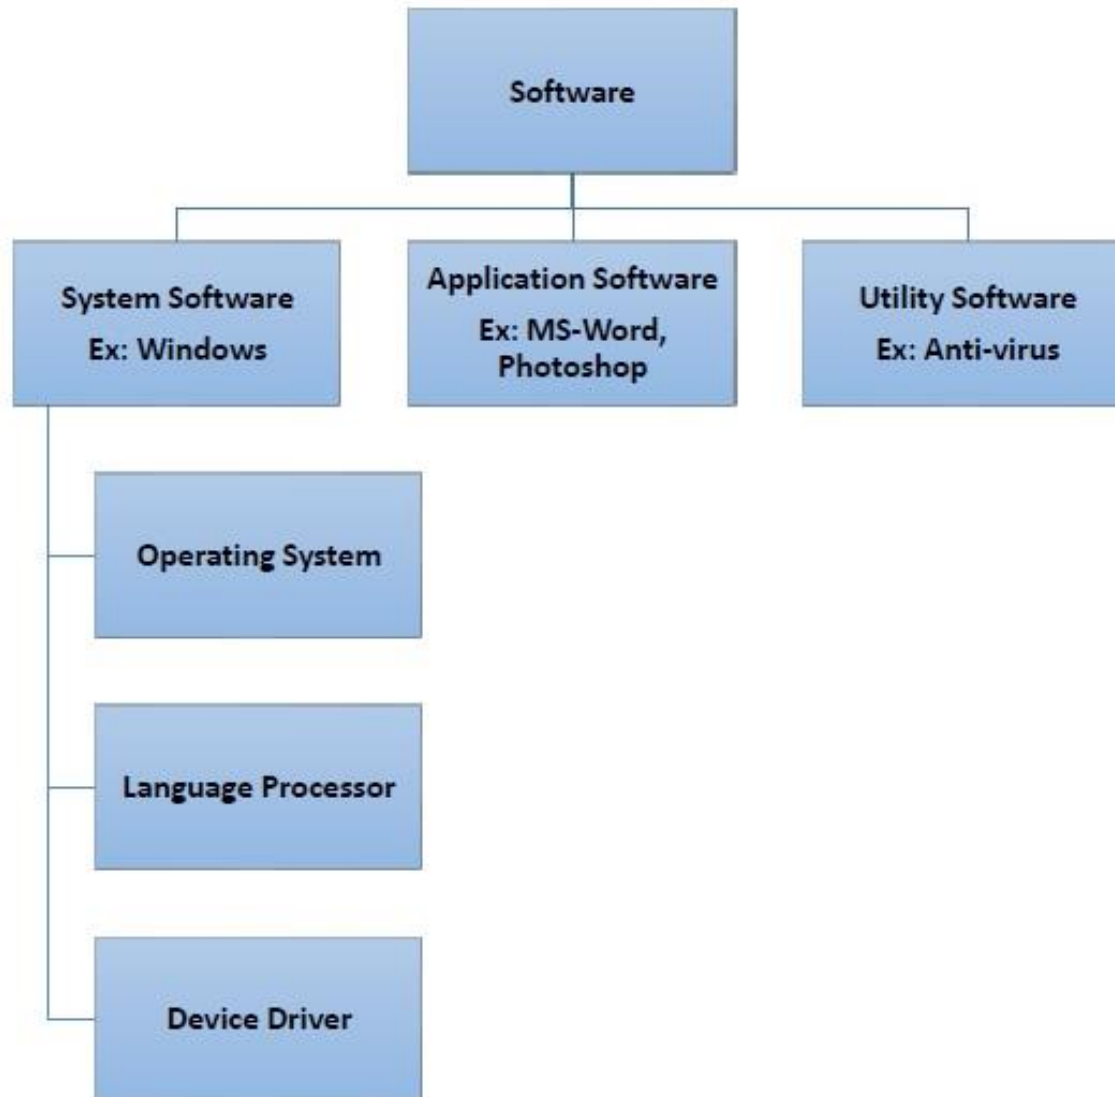 Software
System Software
Ex: Windows
Application Software
Ex: MS-Word,
Photoshop
Utility Software
Ex: Anti-virus
Operating System
Language Processor
Device Driver